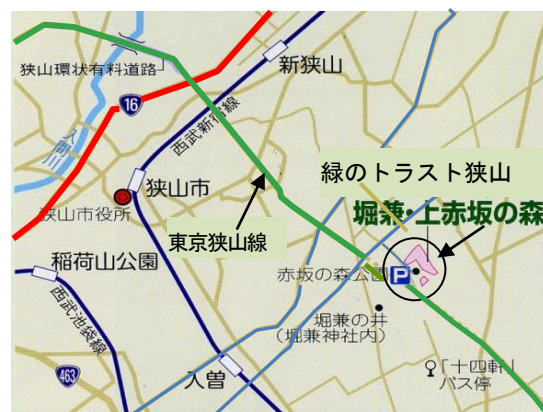 狭山環状有料道路
新狭山
16
入間川
西武新宿線
緑のトラスト狭山
狭山市
狭山市役所
堀兼・上赤坂の森
東京狭山線
稲荷山公園
赤坂の森公園
P
西武池袋線
堀兼の井
(堀兼神社内)
463
入曽
「十四軒」
バス停